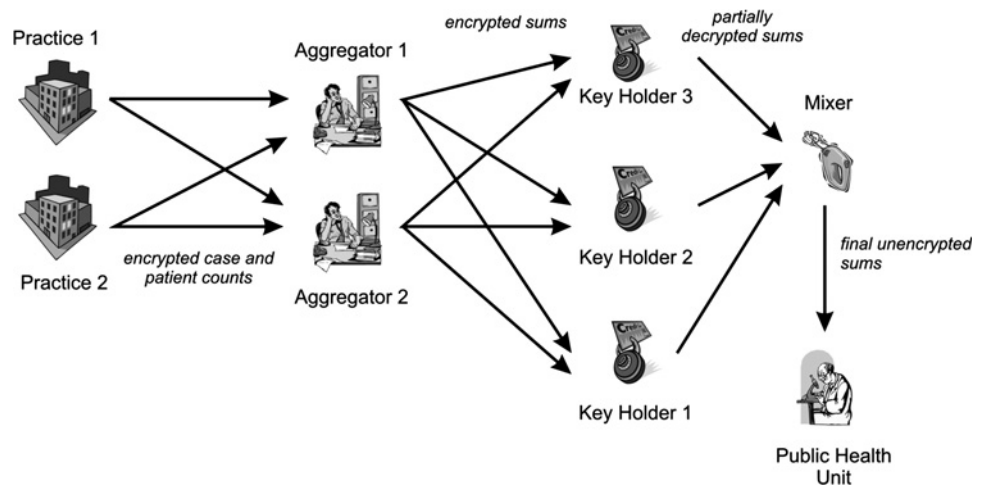 Practice 1
Aggregator 1
encrypted sums
Key Holder 3
partially
decrypted sums
Mixer
Practice 2
encrypted case and
patient counts
Aggregator 2
Key Holder 2
final unencrypted
sums
Key Holder 1
Public Health
Unit